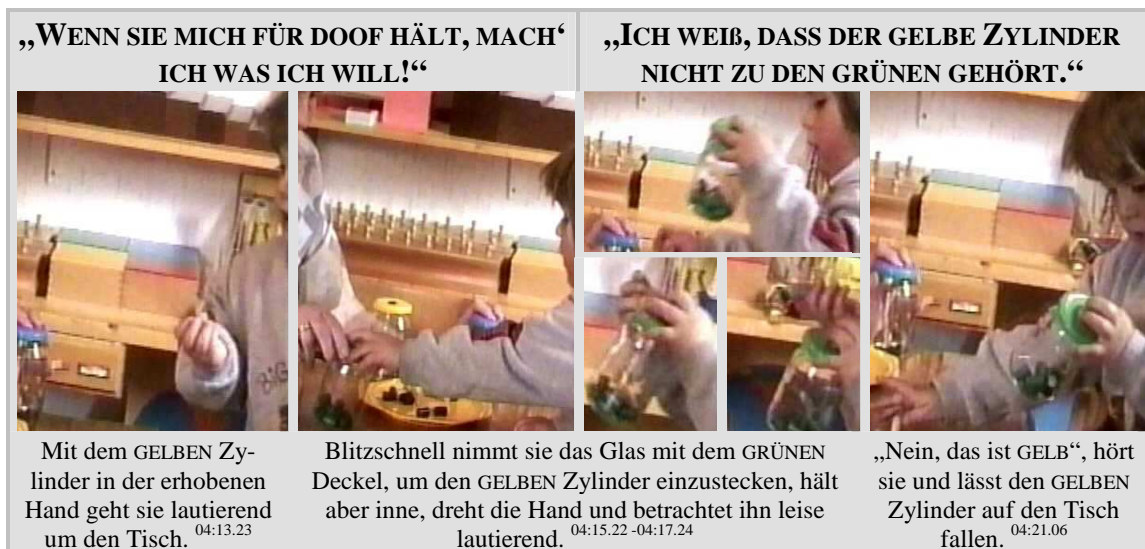 „WENN SIE MICH FÜR DOOF HÄLT, MACH‘
ICH WAS ICH WILL!“
„ICH WEIß, DASS DER GELBE ZYLINDER
NICHT ZU DEN GRÜNEN GEHÖRT.“
BIG
Mit dem GELBEN Zy-
linder in der erhobenen
Hand geht sie lautierend
um den Tisch. 04:13.23
Blitzschnell nimmt sie das Glas mit dem GRÜNEN
Deckel, um den GELBEN Zylinder einzustecken, hält
aber inne, dreht die Hand und betrachtet ihn leise
lautierend. 04:15.22 -04:17.24
„Nein, das ist GELB“, hört
sie und lässt den GELBEN
Zylinder auf den Tisch
fallen. 04:21.06